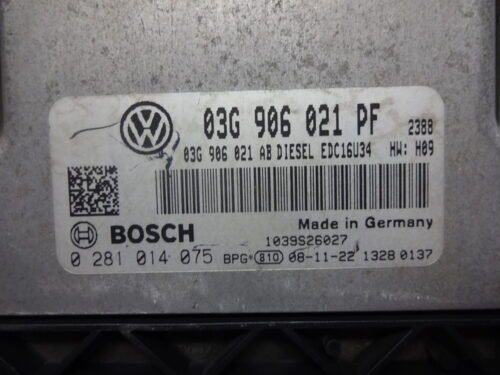 03G 906 021 PF 2388
03G 906 021 AB DIESEL EDC16U34 HW: H09
Made in Germany
BOSCH 1039S26027
0 281 014 075 BPG 810 08-11-22 1328 0137